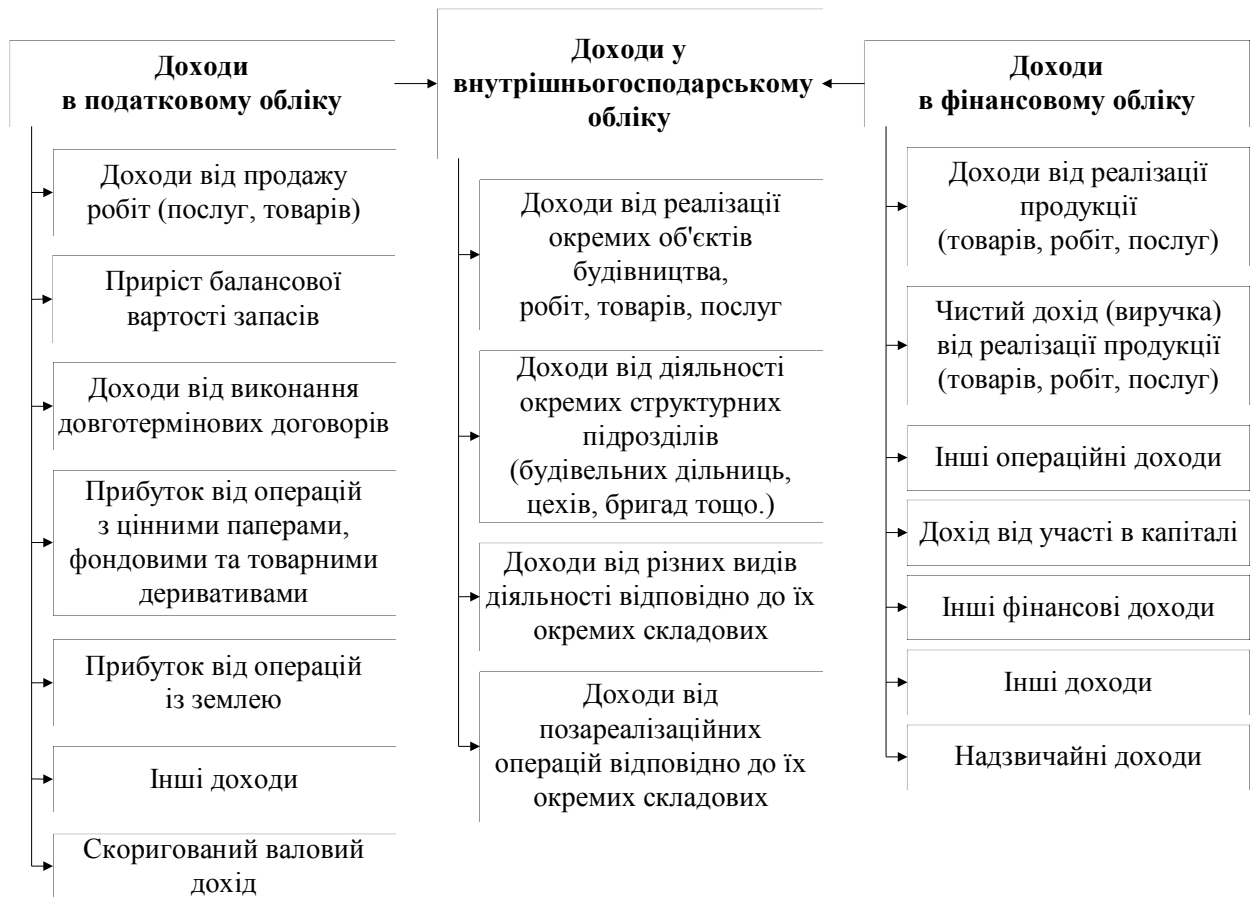 Доходи
в податковому обліку
Доходи від продажу
робіт (послуг, товарів)
Приріст балансової
вартості запасів
Доходи від виконання
довготермінових договорів
Прибуток від операцій
з цінними паперами,
фондовими та товарними
деривативами
Прибуток від операцій
із землею
Інші доходи
Скоригований валовий
дохід
Доходи у
внутрішньогосподарському
обліку
Доходи від реалізації
окремих об'єктів
будівництва,
робіт, товарів, послуг
Доходи від діяльності
окремих структурних
підрозділів
(будівельних дільниць,
цехів, бригад тощо.)
Доходи від різних видів
діяльності відповідно до їх
окремих складових
Доходи від
позареалізаційних
операцій відповідно до їх
окремих складових
Доходи
в фінансовому обліку
Доходи від реалізації
продукції
(товарів, робіт, послуг)
Чистий дохід (виручка)
від реалізації продукції
(товарів, робіт, послуг)
Інші операційні доходи
Дохід від участі в капіталі
Інші фінансові доходи
Інші доходи
Надзвичайні доходи